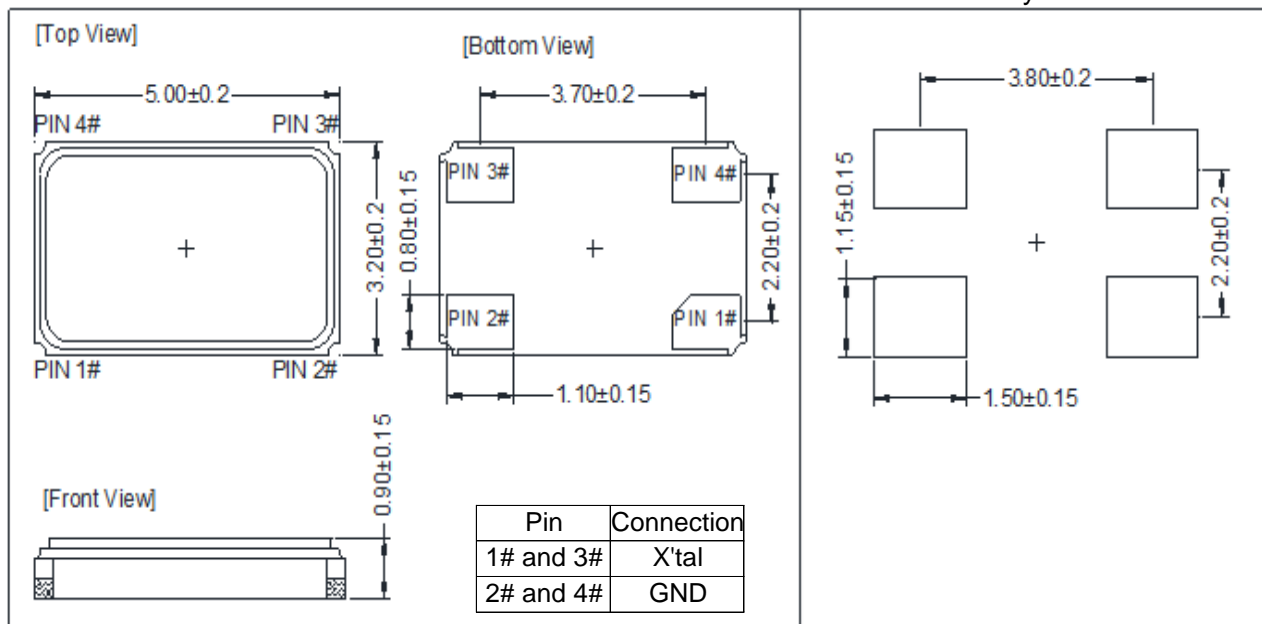 [Top View]
5.00±0.2
PIN 4# PIN 3#
3.20±0.2
PIN 1# PIN 2#
[Bottom View]
3.70±0.2
PIN 3# PIN 4#
0.80±0.15
2.20±0.2
PIN 2# PIN 1#
1.10±0.15
[Front View]
0.90±0.15
Pin Connection
1# and 3# X'tal
2# and 4# GND
3.80±0.2
1.15±0.15
2.20±0.2
1.50±0.15